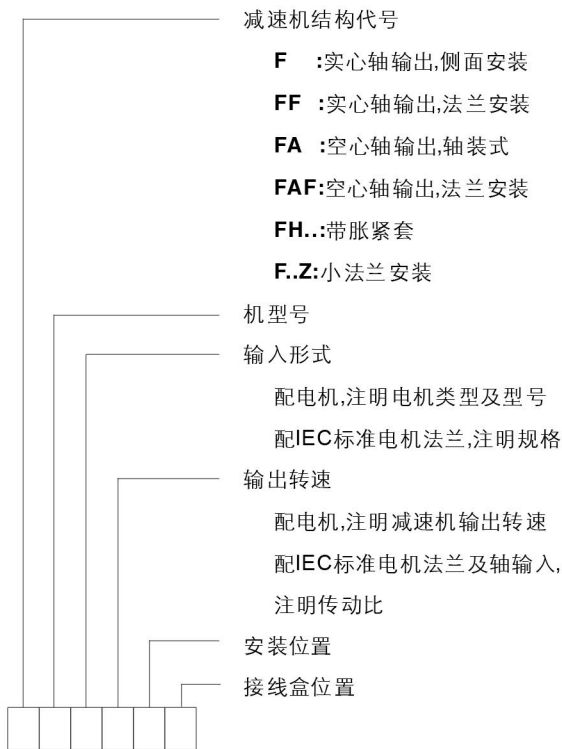 减速机结构代号
F :实心轴输出,侧面安装
FF :实心轴输出,法兰安装
FA :空心轴输出,轴装式
FAF:空心轴输出,法兰安装
FH..:带胀紧套
F..Z:小法兰安装
机型号
输入形式
配电机,注明电机类型及型号
配IEC标准电机法兰,注明规格
输出转速
配电机,注明减速机输出转速
配IEC标准电机法兰及轴输入,
注明传动比
安装位置
接线盒位置